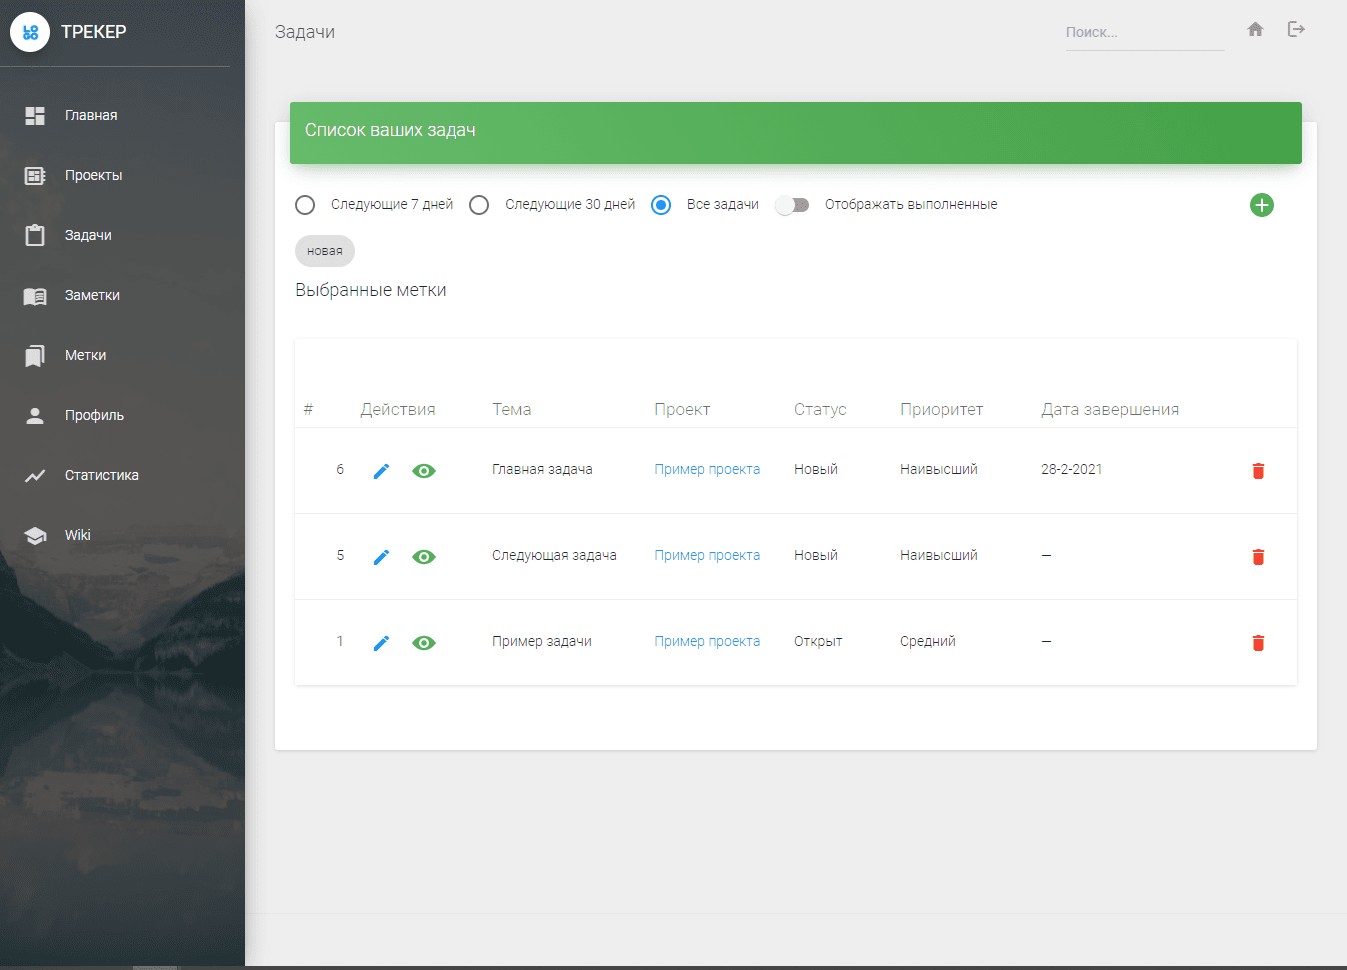 LOGO
ТРЕКЕР
Задачи
Поиск...
Главная
Проекты
Задачи
Заметки
Метки
Профиль
Статистика
Wiki
Список ваших задач
Следующие 7 дней Следующие 30 дней Все задачи Отображать выполненные
новая
Выбранные метки
# Действия Тема Проект Статус Приоритет Дата завершения
6 Главная задача Пример проекта Новый Наивысший 28-2-2021
5 Следующая задача Пример проекта Новый Наивысший —
1 Пример задачи Пример проекта Открыт Средний —